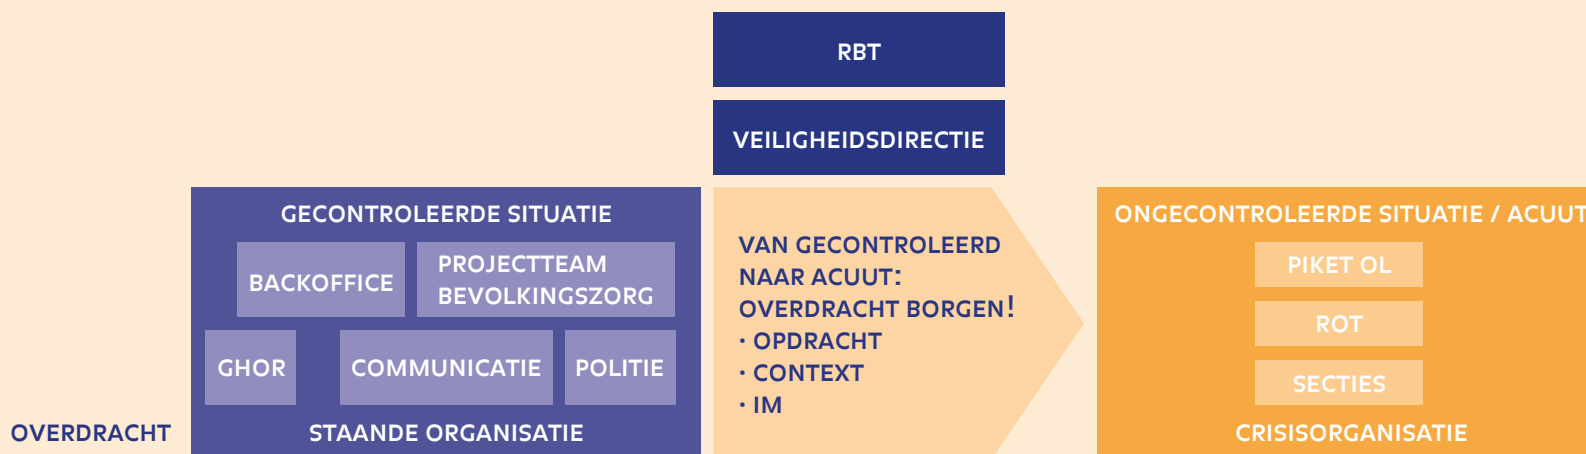 RBT
VEILIGHEIDSDIRECTIE
GECONTROLEERDE SITUATIE
BACKOFFICE
PROJECTTEAM
BEVOLKINGSZORG
GHOR
COMMUNICATIE
POLITIE
OVERDRACHT
STAANDE ORGANISATIE
VAN GECONTROLEERD
NAAR ACUUT:
OVERDRACHT BORGEN!
· OPDRACHT
· CONTEXT
· IM
ONGECONTROLEERDE SITUATIE / ACUUT
PIKET OL
ROT
SECTIES
CRISISORGANISATIE